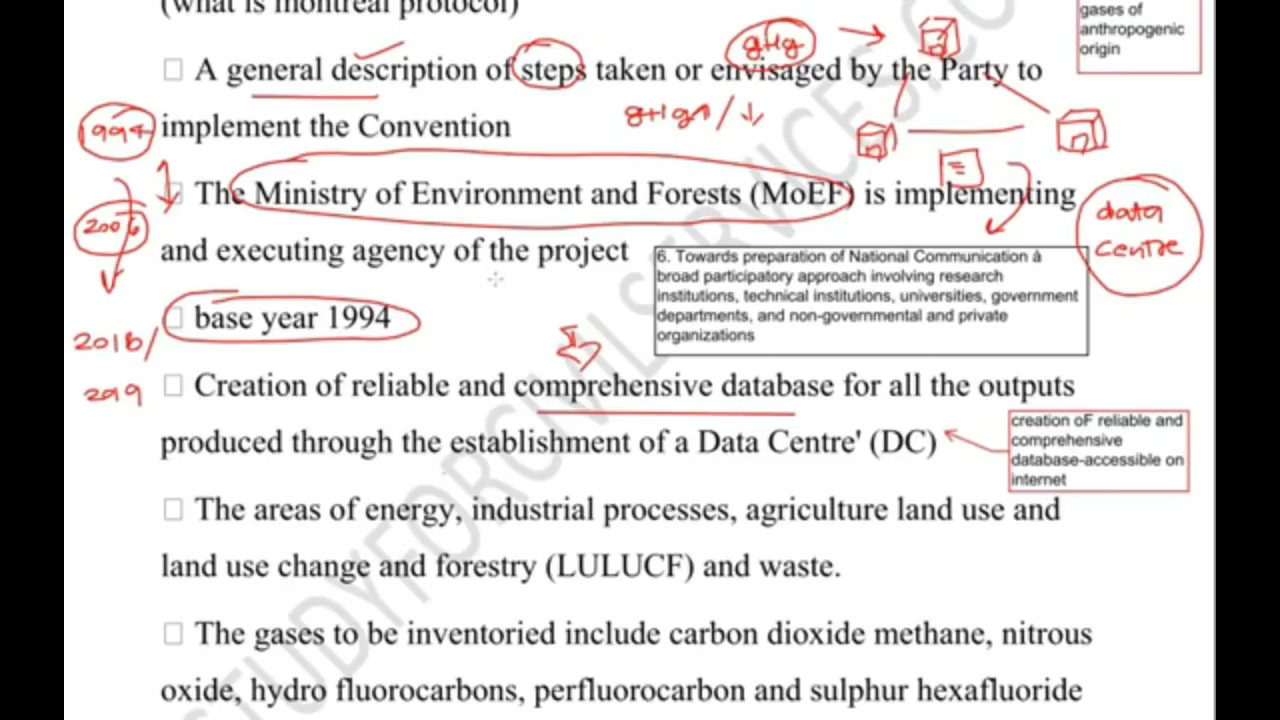 (what is montreal protocol)
gases of
anthropogenic
origin
ghg
□ A general description of steps taken or envisaged by the Party to
1994 implement the Convention
□ The Ministry of Environment and Forests (MoEF) is implementing
data
centre
2006
and executing agency of the project
6. Towards preparation of National Communication à
broad participatory approach involving research
institutions, technical institutions, universities, government
departments, and non-governmental and private
organizations
□ base year 1994
2019
□ Creation of reliable and comprehensive database for all the outputs
produced through the establishment of a Data Centre' (DC)
creation oF reliable and
comprehensive
database-accessible on
internet
□ The areas of energy, industrial processes, agriculture land use and
land use change and forestry (LULUCF) and waste.
□ The gases to be inventoried include carbon dioxide methane, nitrous
oxide, hydro fluorocarbons, perfluorocarbon and sulphur hexafluoride
STUDYFORCIVILSERVICES.CO